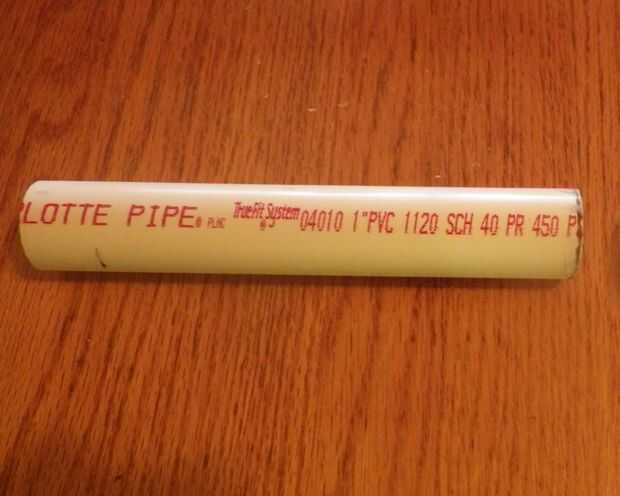 LOTTE PIPE® PLNC TrueFit System® 04010 1"PVC 1120 SCH 40 PR 450 P